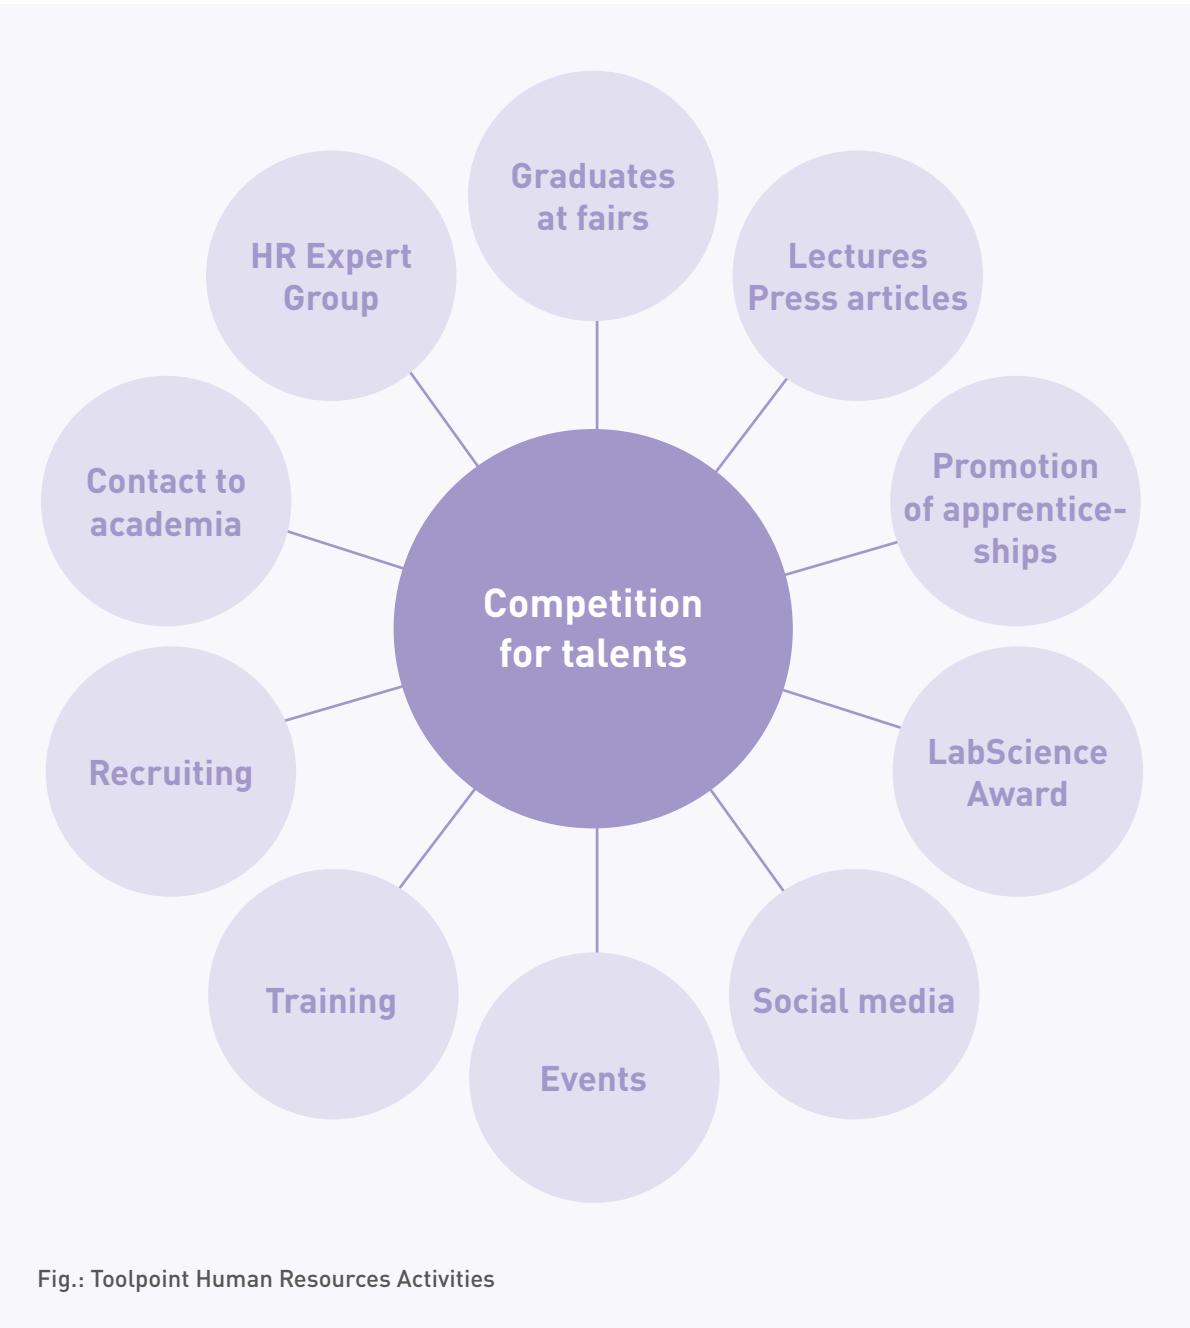 Graduates
at fairs
Lectures
Press articles
Promotion
of apprentice-
ships
LabScience
Award
Social media
Events
Training
Recruiting
Contact to
academia
HR Expert
Group
Competition
for talents
Fig.: Toolpoint Human Resources Activities